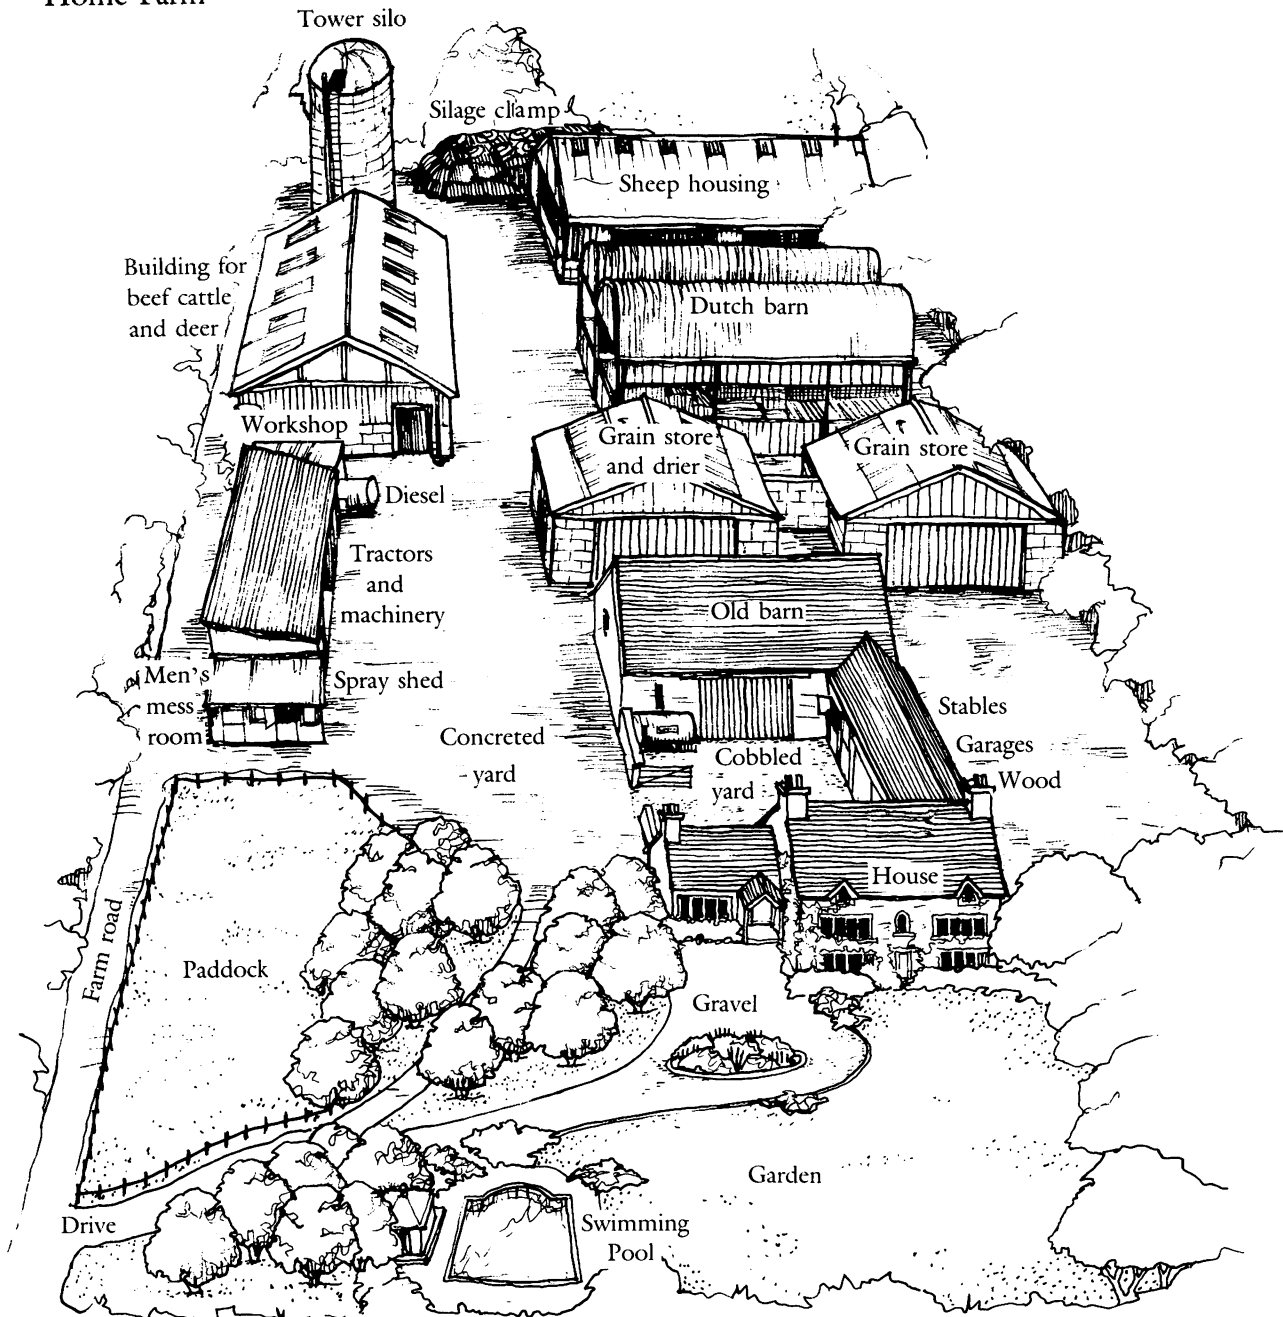 Home Farm
Tower silo
Silage clamp
Sheep housing
Building for
beef cattle
and deer
Dutch barn
Workshop
Grain store
and drier
Grain store
Diesel
Tractors
and
machinery
Old barn
Men's
mess
room
Spray shed
Stables
Concreted
yard
Garages
Cobbled
yard
Wood
House
Farm road
Paddock
Gravel
Garden
Drive
Swimming
Pool